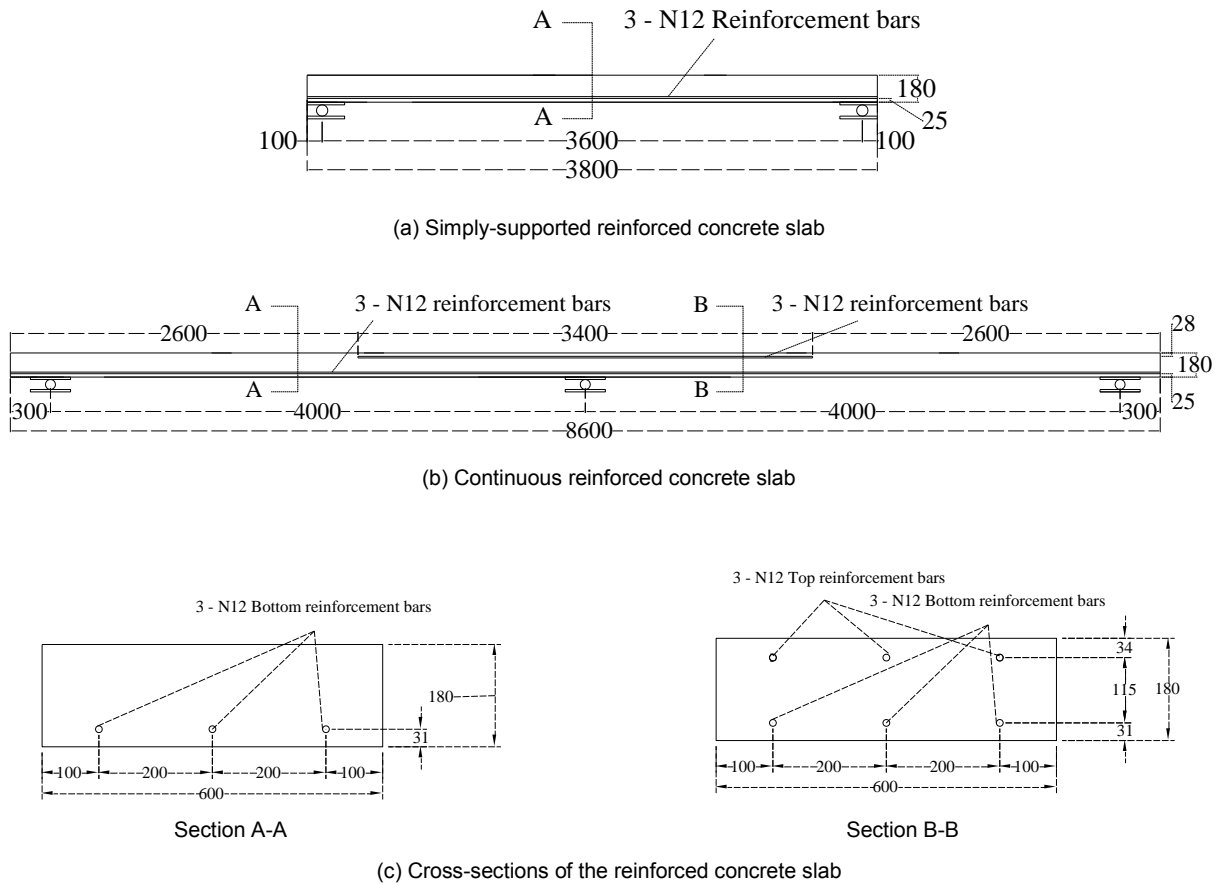 A
3 - N12 Reinforcement bars
180
A
25
100
3600
100
3800
(a) Simply-supported reinforced concrete slab
A
3 - N12 reinforcement bars
B
3 - N12 reinforcement bars
2600
3400
2600
28
180
A
B
300
4000
4000
300
25
8600
(b) Continuous reinforced concrete slab
3 - N12 Bottom reinforcement bars
180
31
100
200
200
100
600
Section A-A
3 - N12 Top reinforcement bars
3 - N12 Bottom reinforcement bars
34
115
180
31
100
200
200
100
600
Section B-B
(c) Cross-sections of the reinforced concrete slab